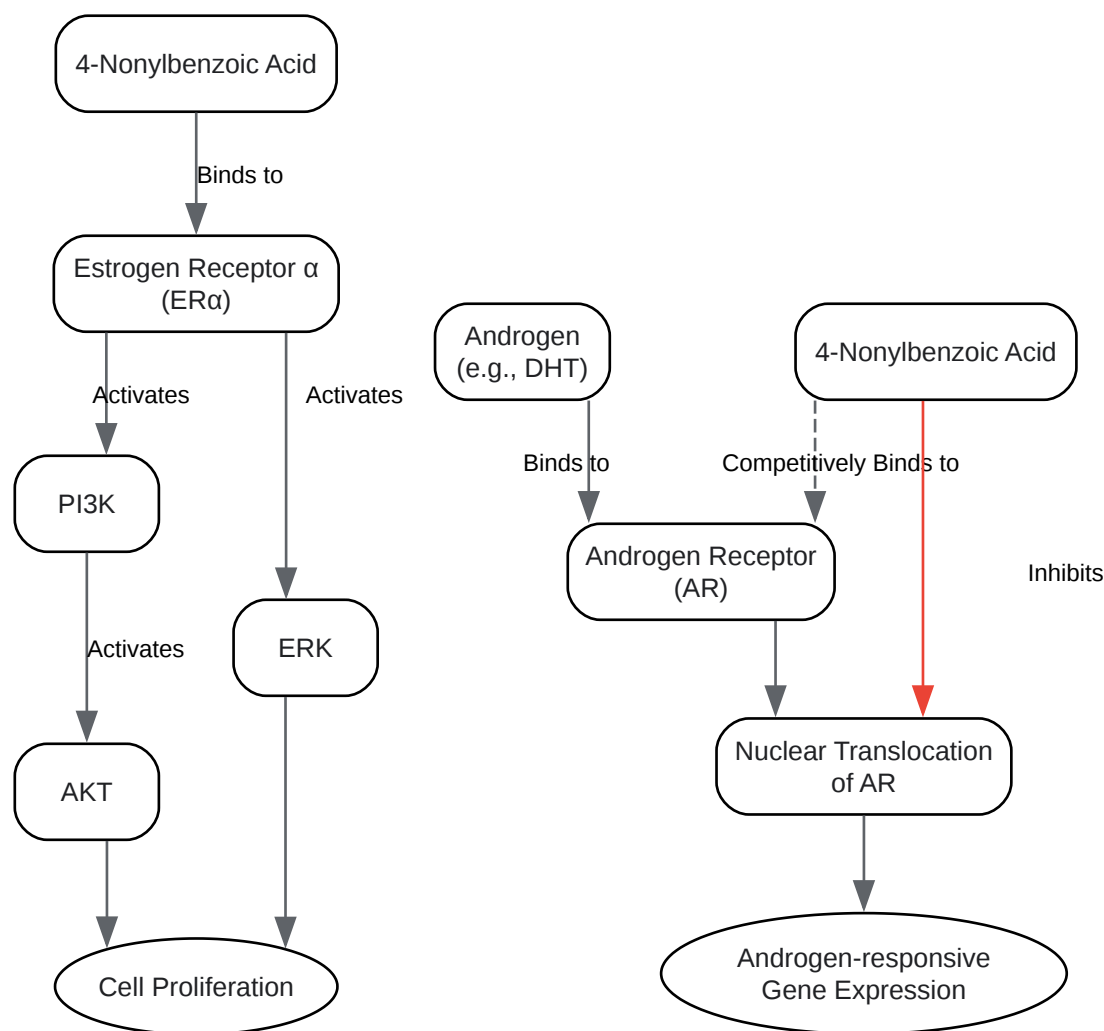 4-Nonylbenzoic Acid
Binds to
Estrogen Receptor α
(ERα)
Activates
Activates
PI3K
Activates
ERK
AKT
Cell Proliferation
Androgen
(e.g., DHT)
4-Nonylbenzoic Acid
Binds to
Competitively Binds to
Androgen Receptor
(AR)
Inhibits
Nuclear Translocation
of AR
Androgen-responsive
Gene Expression